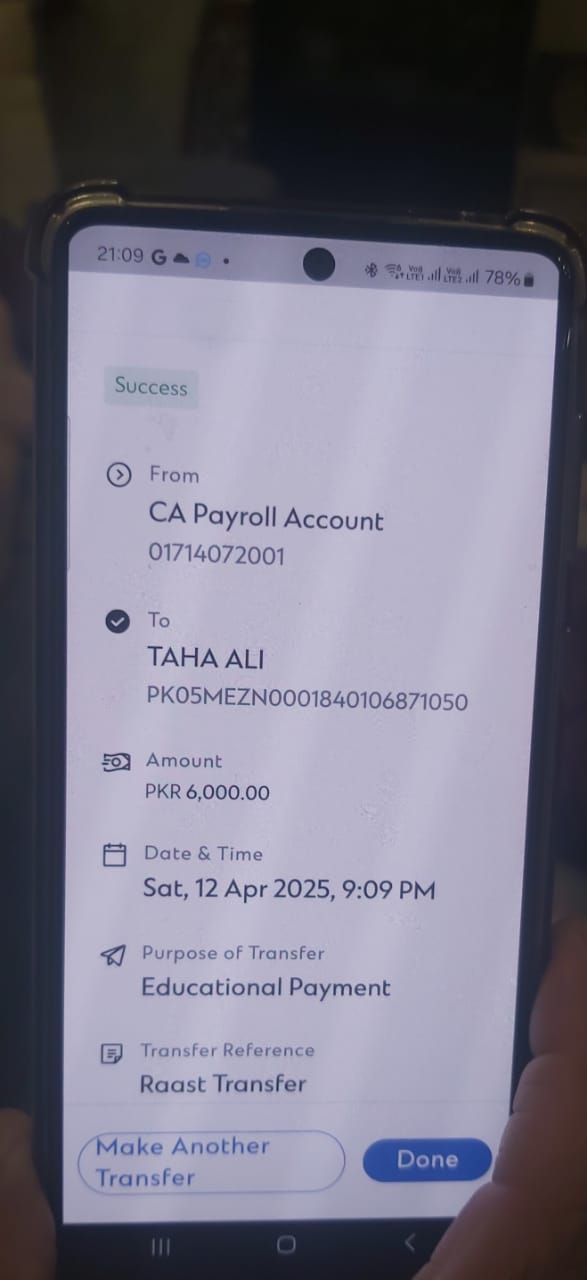 21:09 G
Vo)) LTE1 Vo)) LTE2 78%
Success
From
CA Payroll Account
01714072001
To
TAHA ALI
PK05MEZN0001840106871050
Amount
PKR 6,000.00
Date & Time
Sat, 12 Apr 2025, 9:09 PM
Purpose of Transfer
Educational Payment
Transfer Reference
Raast Transfer
Make Another
Transfer
Done